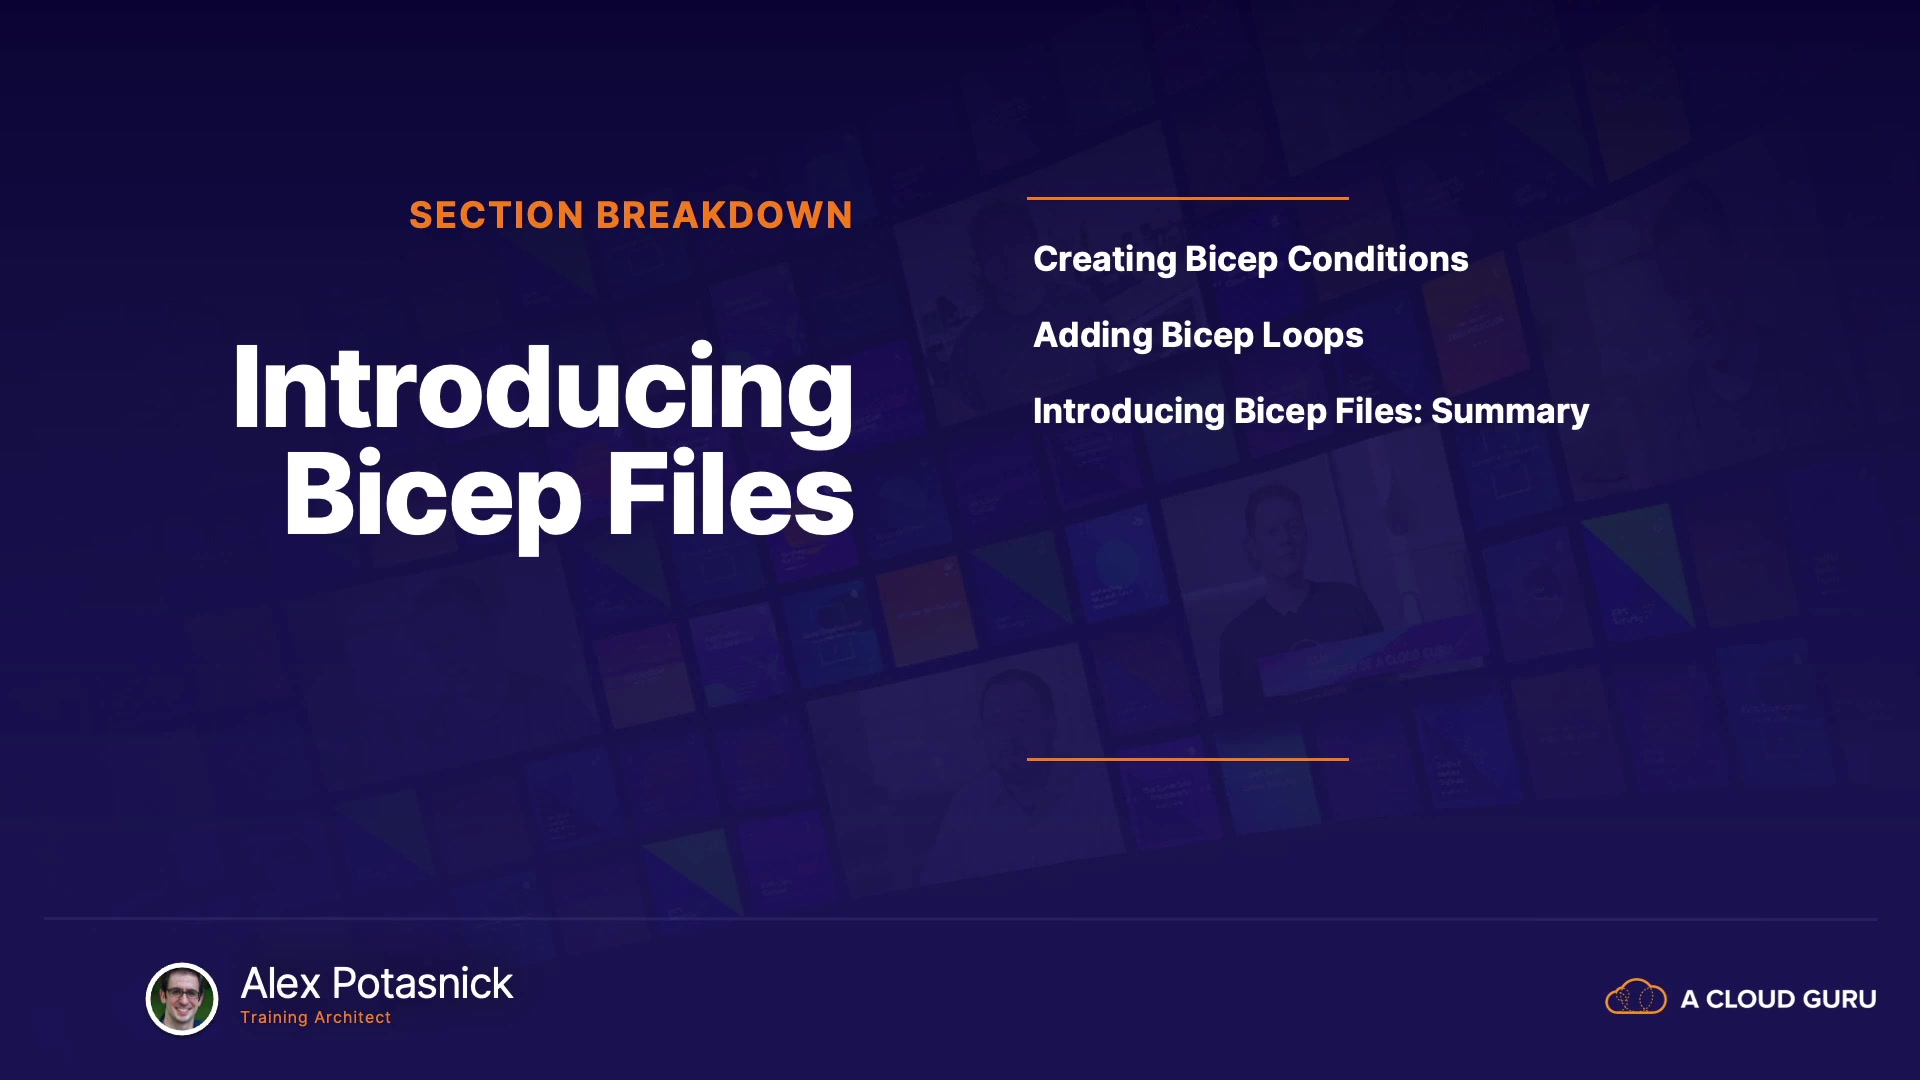 SECTION BREAKDOWN
Introducing
Bicep Files
Creating Bicep Conditions
Adding Bicep Loops
Introducing Bicep Files: Summary
Alex Potasnick
Training Architect
A CLOUD GURU